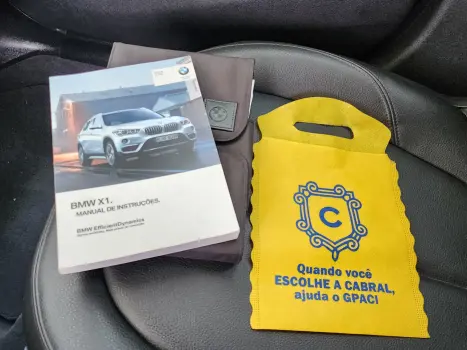 BMW X1.
MANUAL DE INSTRUÇÕES.
BMW EfficientDynamics
C
Quando você
ESCOLHE A CABRAL,
ajuda o GPACI